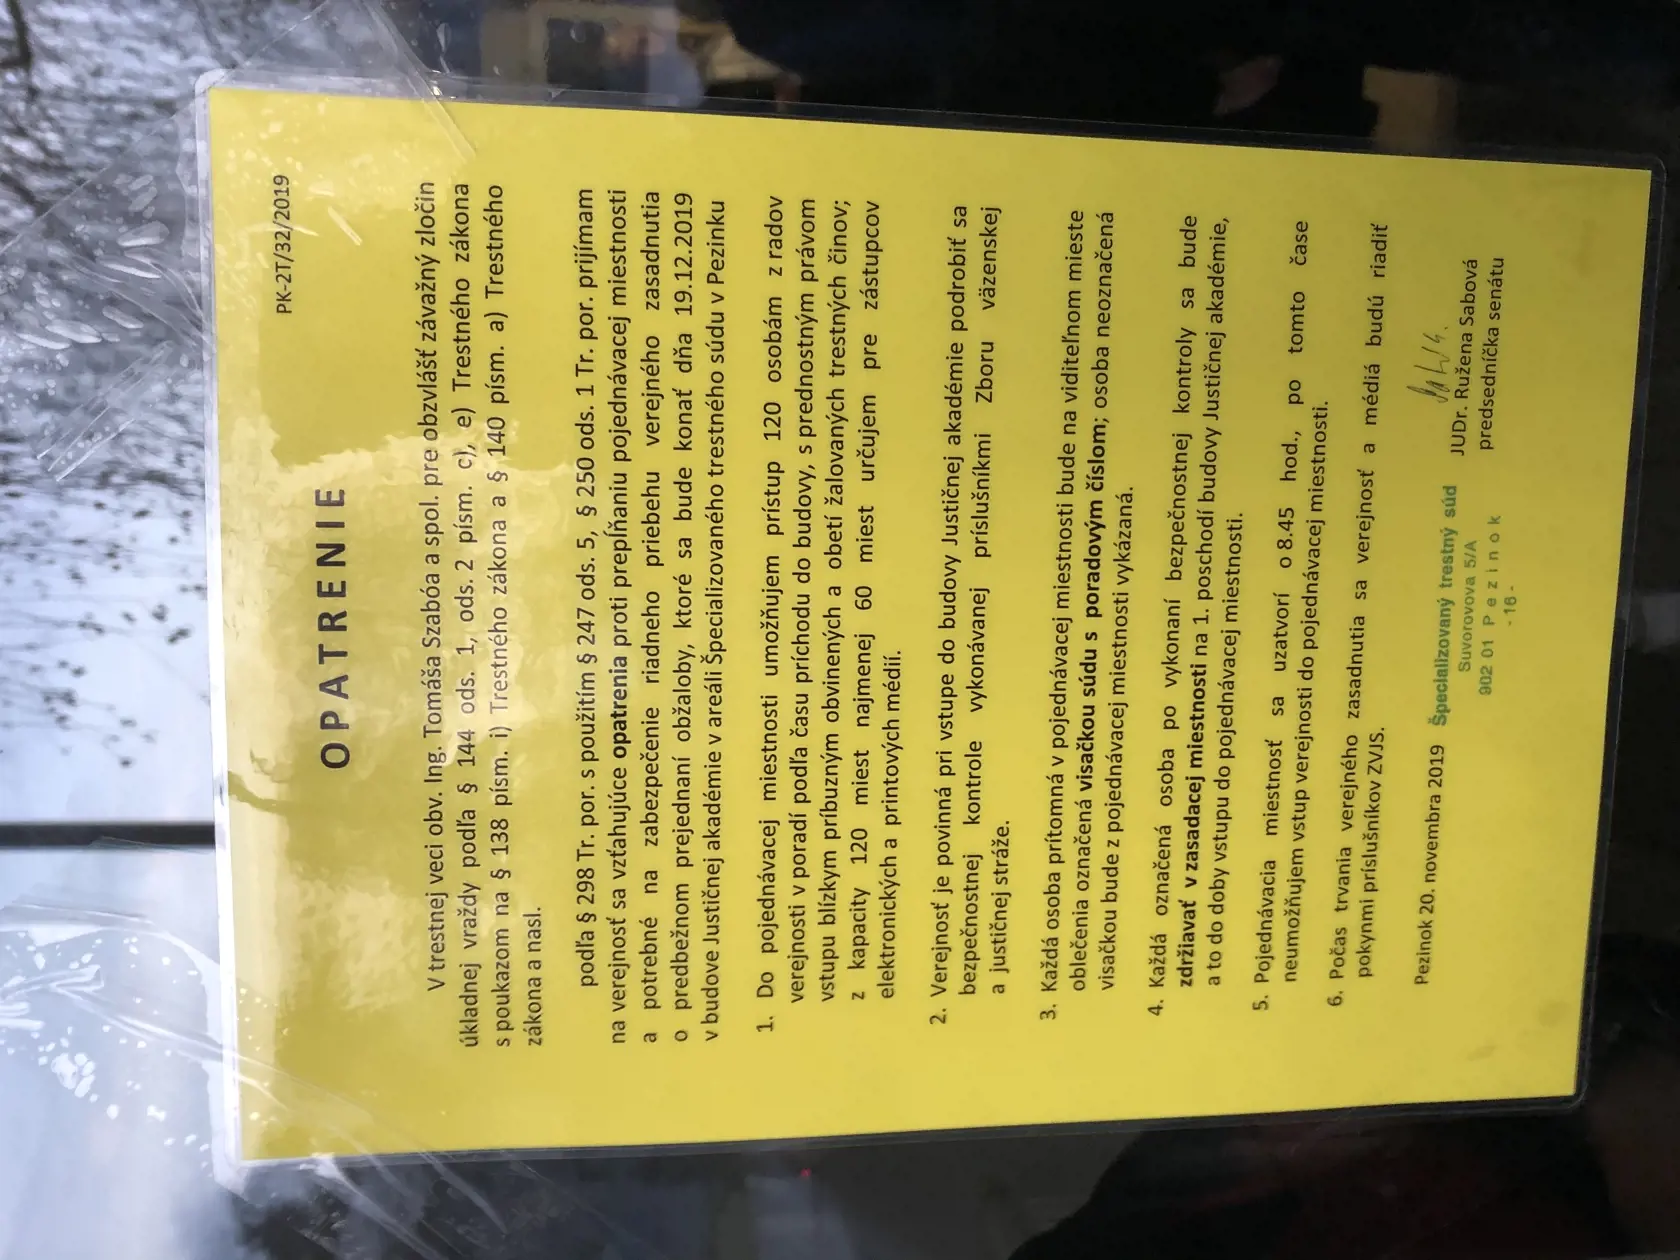 PK-2T/32/2019
OPATRENIE
V trestnej veci obv. Ing. Tomáša Szabóa a spol. pre obzvlášť závažný zločin
úkladnej vraždy podľa § 144 ods. 1, ods. 2 písm. c), e) Trestného zákona
s poukazom na § 138 písm. i) Trestného zákona a § 140 písm. a) Trestného
zákona a nasl.
podľa § 298 Tr. por. s použitím § 247 ods. 5, § 250 ods. 1 Tr. por. prijímam
na verejnosť sa vzťahujúce opatrenia proti prepĺňaniu pojednávacej miestnosti
a potrebné na zabezpečenie riadneho priebehu verejného zasadnutia
o predbežnom prejednaní obžaloby, ktoré sa bude konať dňa 19.12.2019
v budove Justičnej akadémie v areáli Špecializovaného trestného súdu v Pezinku
1. Do pojednávacej miestnosti umožňujem prístup 120 osobám z radov
verejnosti v poradí podľa času príchodu do budovy, s prednostným právom
vstupu blízkym príbuzným obvinených a obetí žalovaných trestných činov;
z kapacity 120 miest najmenej 60 miest určujem pre zástupcov
elektronických a printových médií.
2. Verejnosť je povinná pri vstupe do budovy Justičnej akadémie podrobiť sa
bezpečnostnej kontrole vykonávanej príslušníkmi Zboru väzenskej
a justičnej stráže.
3. Každá osoba prítomná v pojednávacej miestnosti bude na viditeľnom mieste
oblečenia označená visačkou súdu s poradovým číslom; osoba neoznačená
visačkou bude z pojednávacej miestnosti vykázaná.
4. Každá označená osoba po vykonaní bezpečnostnej kontroly sa bude
zdržiavať v zasadacej miestnosti na 1. poschodí budovy Justičnej akadémie,
a to do doby vstupu do pojednávacej miestnosti.
5. Pojednávacia miestnosť sa uzatvorí o 8.45 hod., po tomto čase
neumožňujem vstup verejnosti do pojednávacej miestnosti.
6. Počas trvania verejného zasadnutia sa verejnosť a médiá budú riadiť
pokynmi príslušníkov ZVJS.
Pezinok 20. novembra 2019
Špecializovaný trestný súd
Suvorovova 5/A
902 01 Pezinok
-16-
JUDr. Ružena Sabová
predsedníčka senátu